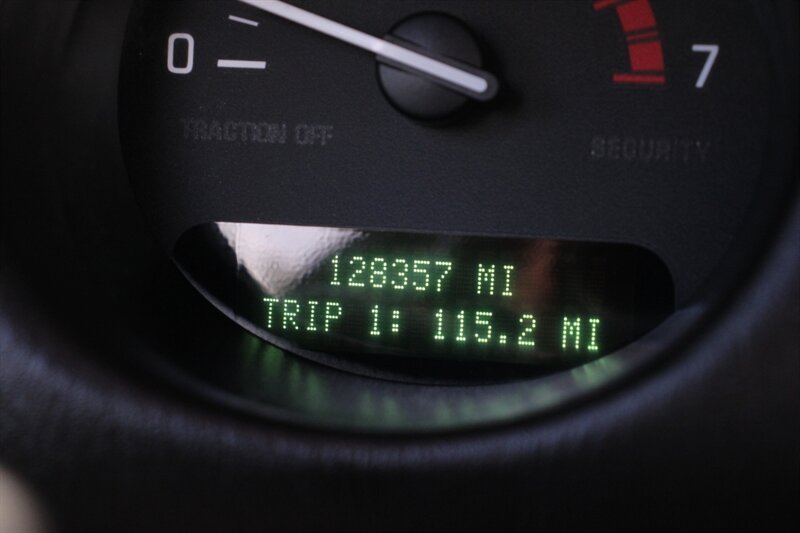 0
7
TRACTION OFF
SECURITY
128357 MI
TRIP 1: 115.2 MI